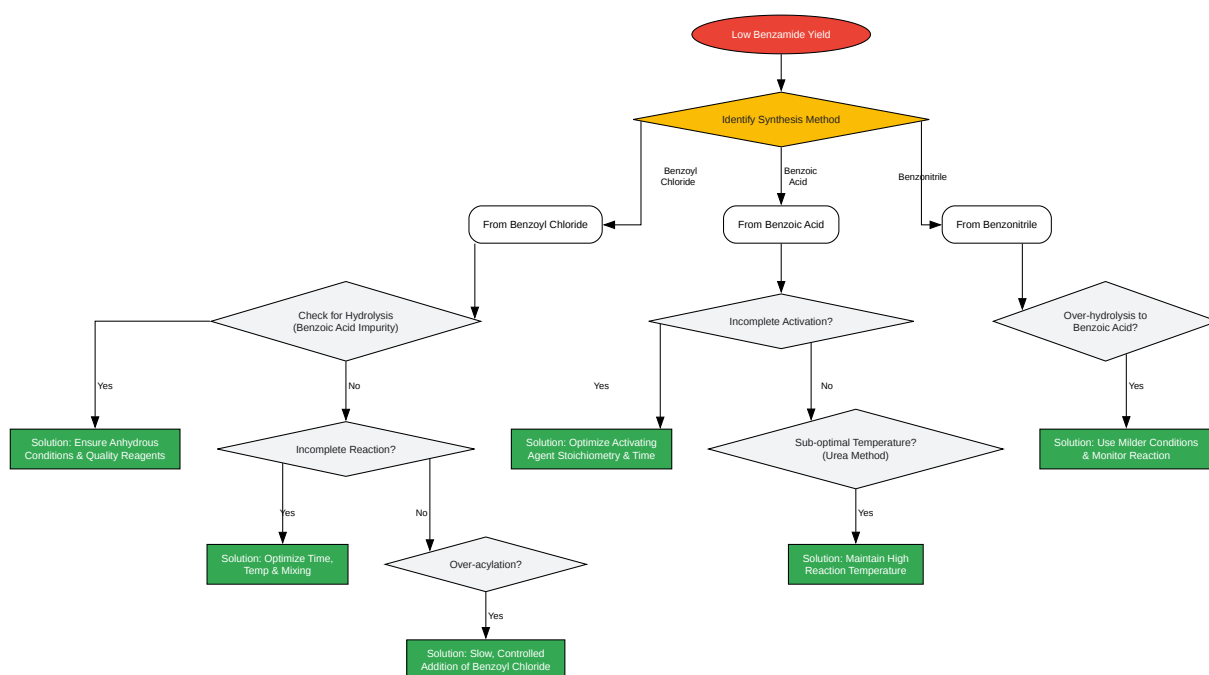 Low Benzamide Yield
Identify Synthesis Method
Benzoyl
Chloride
Benzoic
Acid
Benzonitrile
From Benzoyl Chloride
From Benzoic Acid
From Benzonitrile
Check for Hydrolysis
(Benzoic Acid Impurity)
Incomplete Activation?
Over-hydrolysis to
Benzoic Acid?
Yes
No
Yes
No
Yes
Solution: Ensure Anhydrous
Conditions & Quality Reagents
Incomplete Reaction?
Solution: Optimize Activating
Agent Stoichiometry & Time
Sub-optimal Temperature?
(Urea Method)
Solution: Use Milder Conditions
& Monitor Reaction
Yes
No
Yes
Solution: Optimize Time,
Temp & Mixing
Over-acylation?
Solution: Maintain High
Reaction Temperature
Yes
Solution: Slow, Controlled
Addition of Benzoyl Chloride